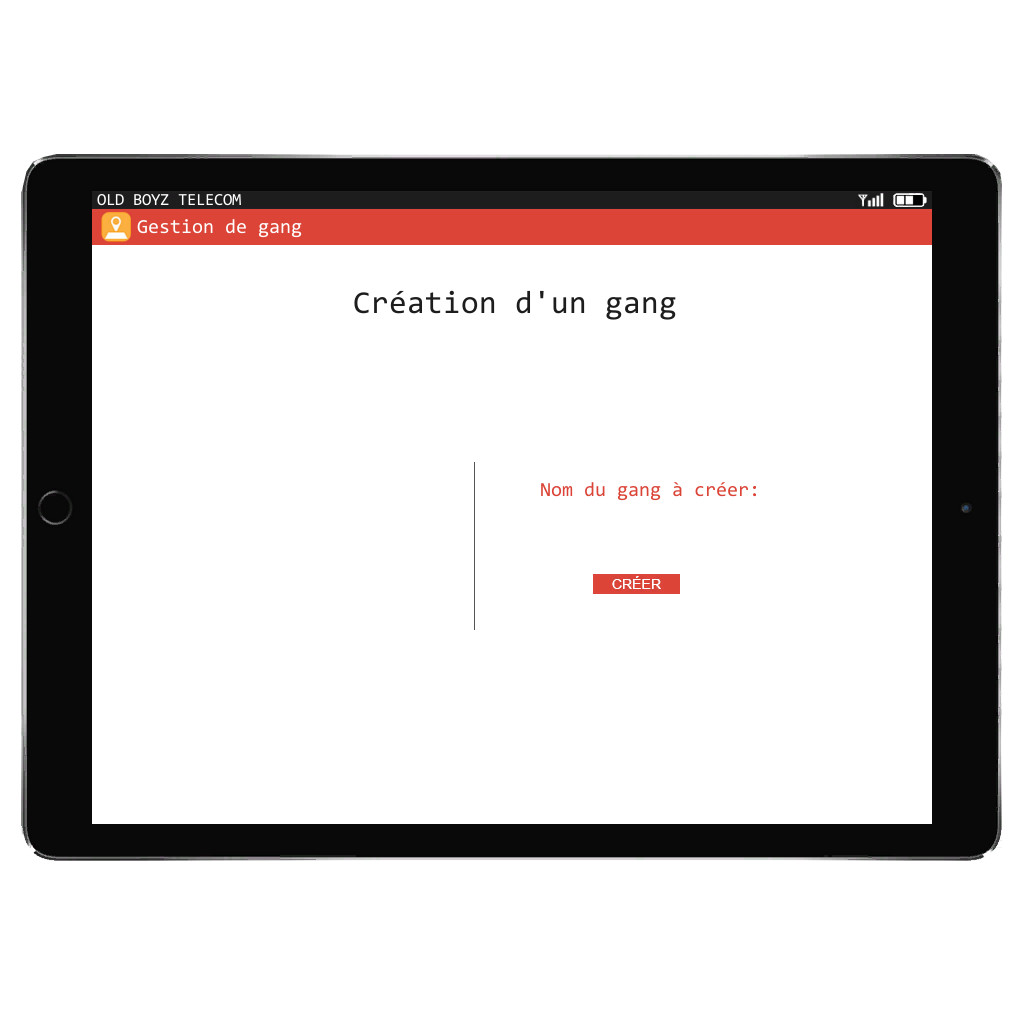 OLD BOYZ TELECOM
Gestion de gang
Création d'un gang
Nom du gang à créer:
CRÉER